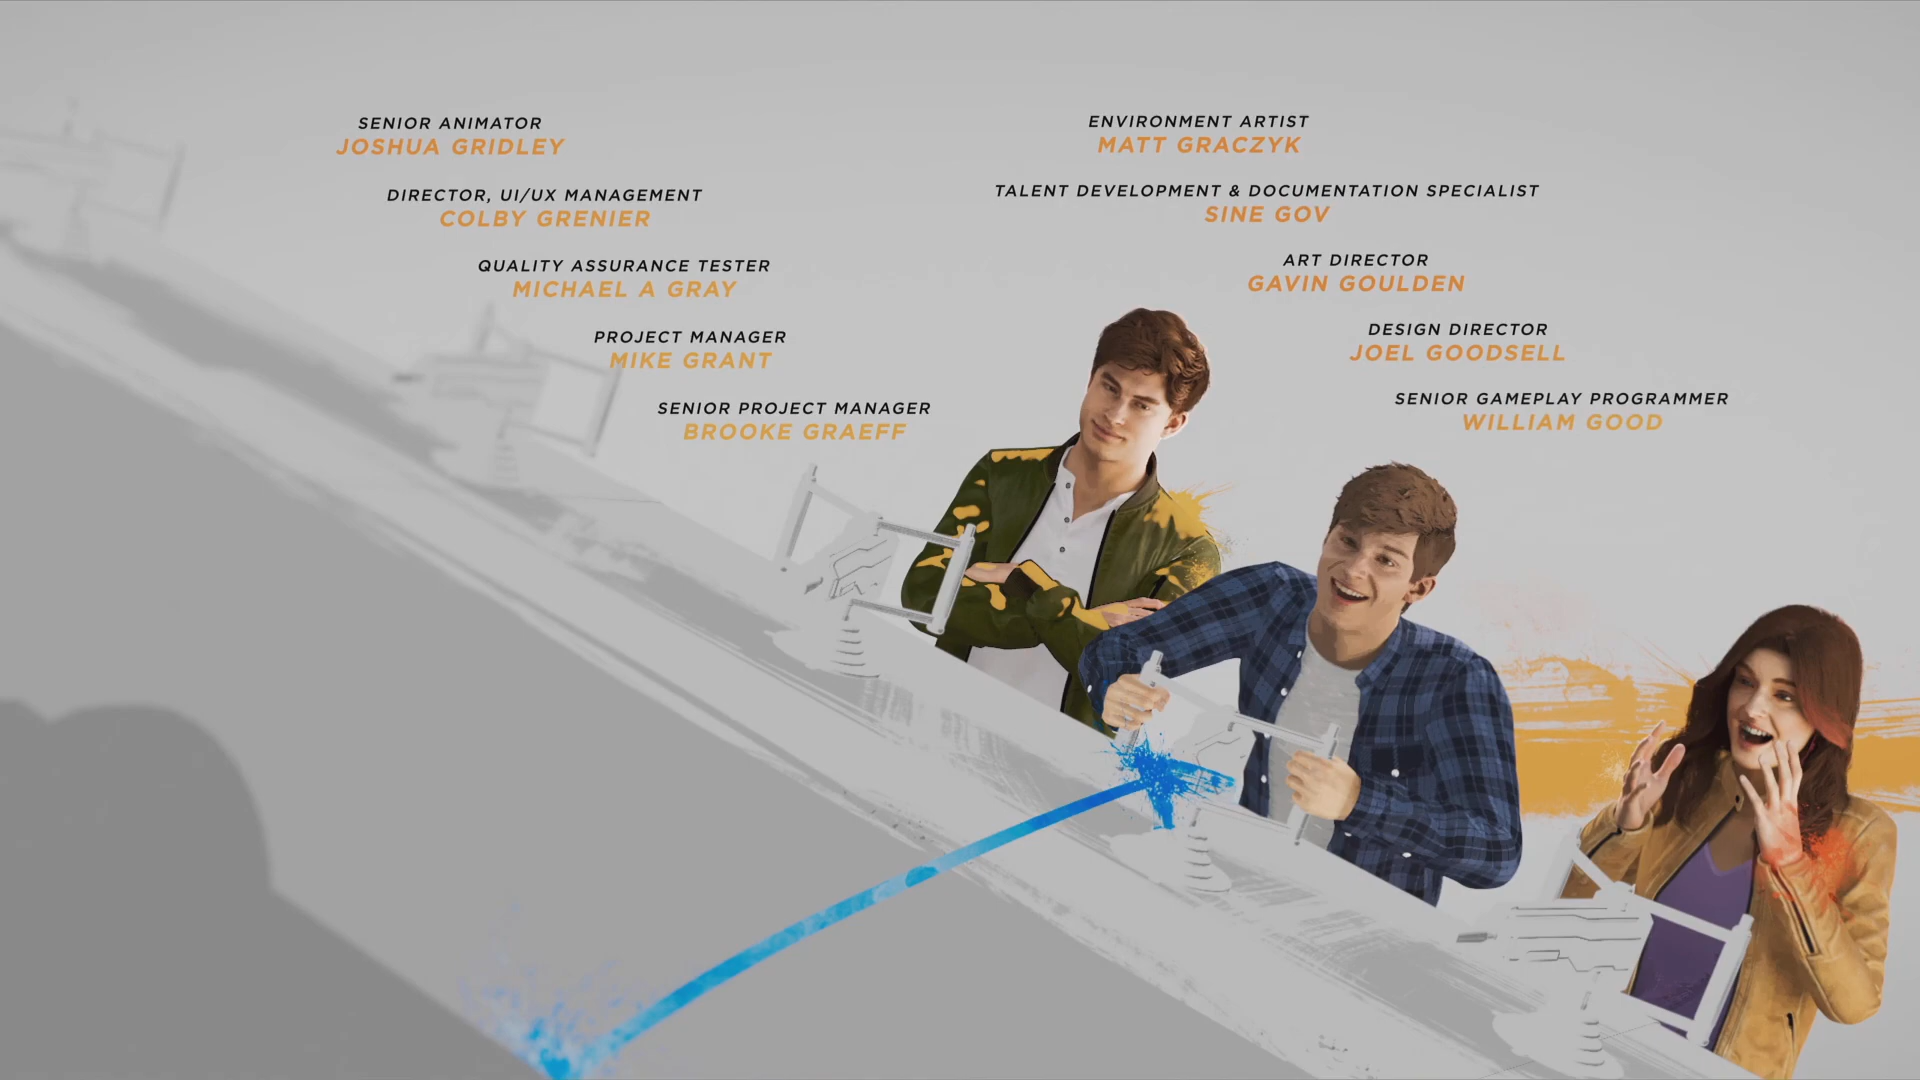 SENIOR ANIMATOR
JOSHUA GRIDLEY
DIRECTOR, UI/UX MANAGEMENT
COLBY GRENIER
QUALITY ASSURANCE TESTER
MICHAEL A GRAY
PROJECT MANAGER
MIKE GRANT
SENIOR PROJECT MANAGER
BROOKE GRAEFF
ENVIRONMENT ARTIST
MATT GRACZYK
TALENT DEVELOPMENT & DOCUMENTATION SPECIALIST
SINE GOV
ART DIRECTOR
GAVIN GOULDEN
DESIGN DIRECTOR
JOEL GOODSELL
SENIOR GAMEPLAY PROGRAMMER
WILLIAM GOOD